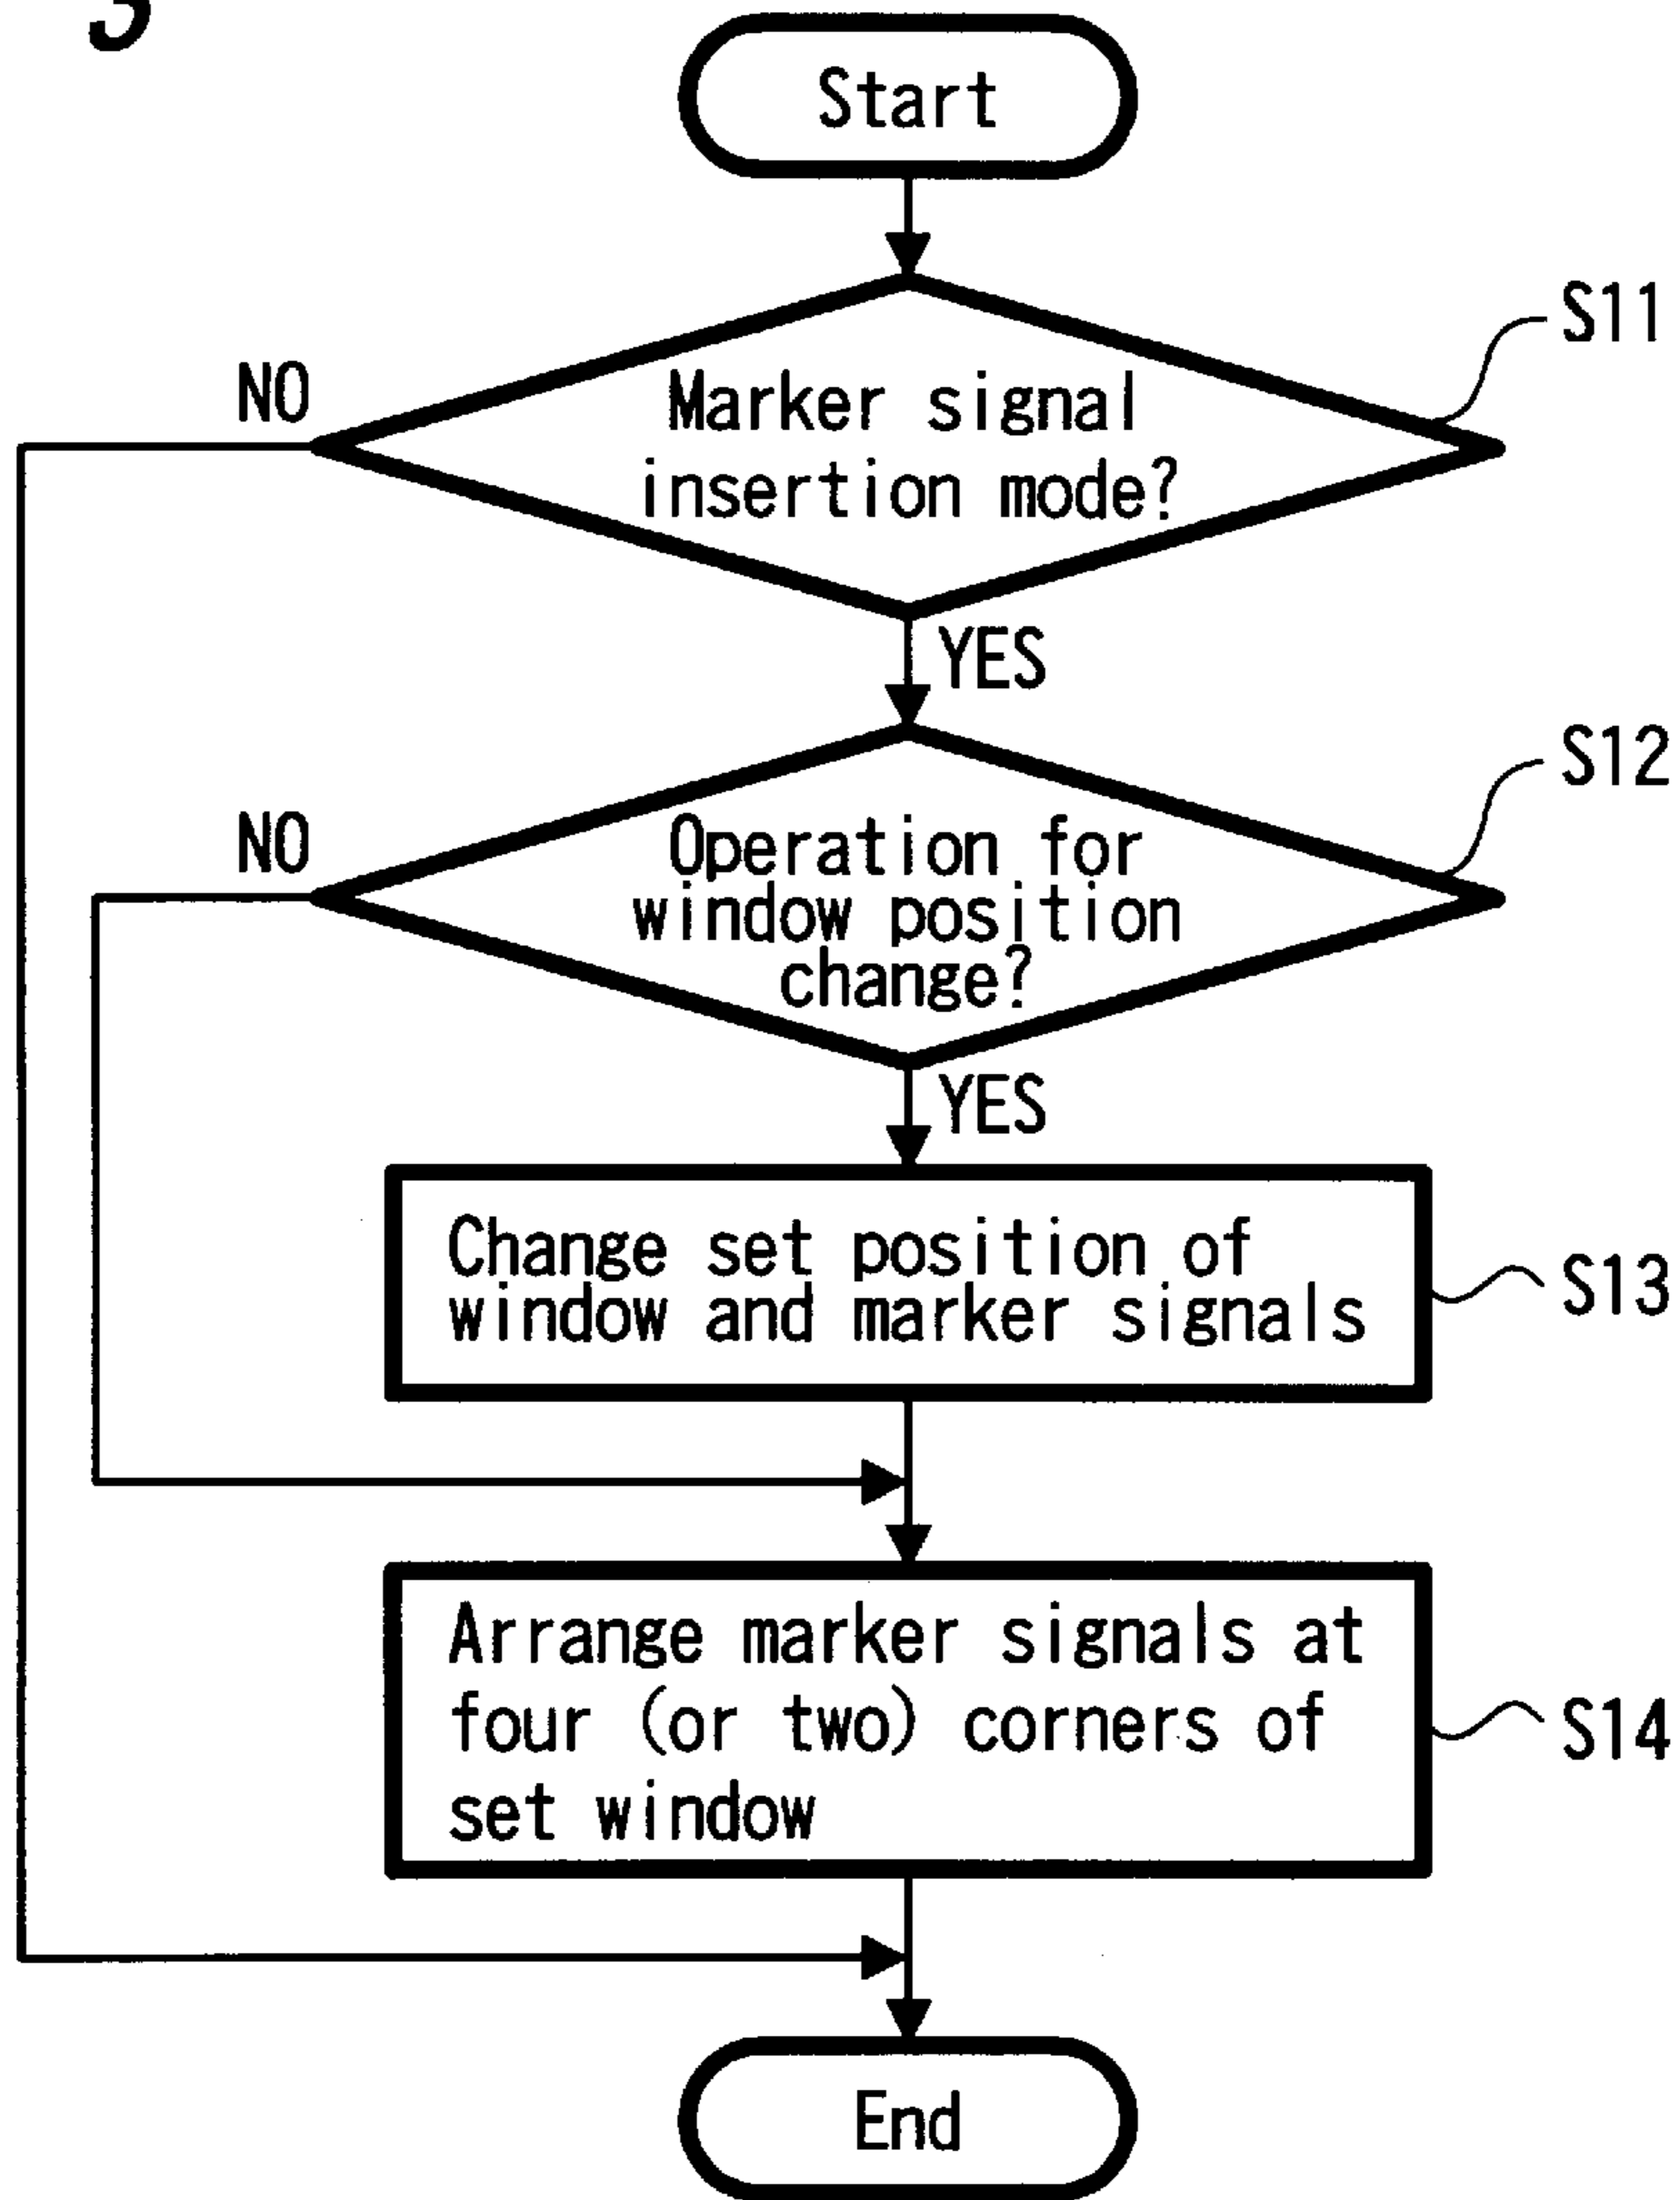 Start
S11
NO
Marker signal
insertion mode?
YES
S12
NO
Operation for
window position
change?
YES
Change set position of
window and marker signals
S13
Arrange marker signals at
four (or two) corners of
set window
S14
End